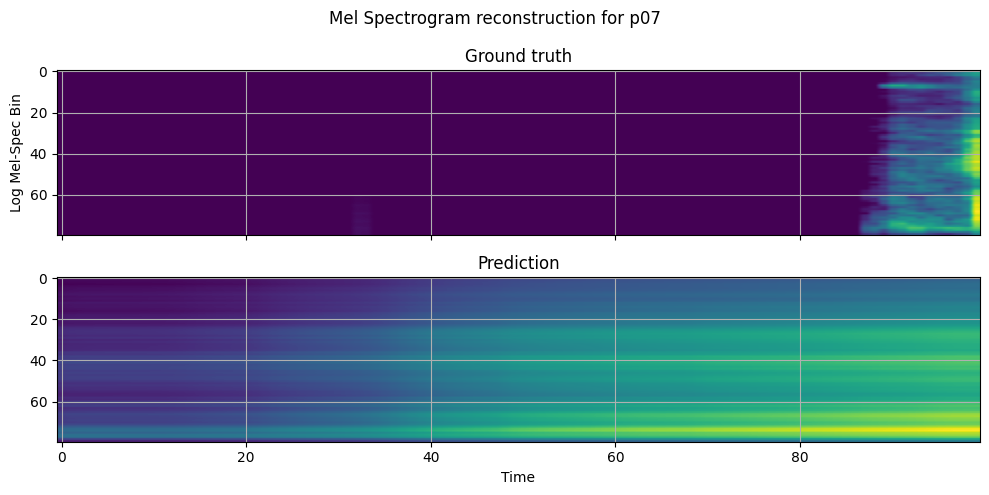 Mel Spectrogram reconstruction for p07
Ground truth
Log Mel-Spec Bin
0
20
40
60
Prediction
0
20
40
60
0 20 40 60 80
Time